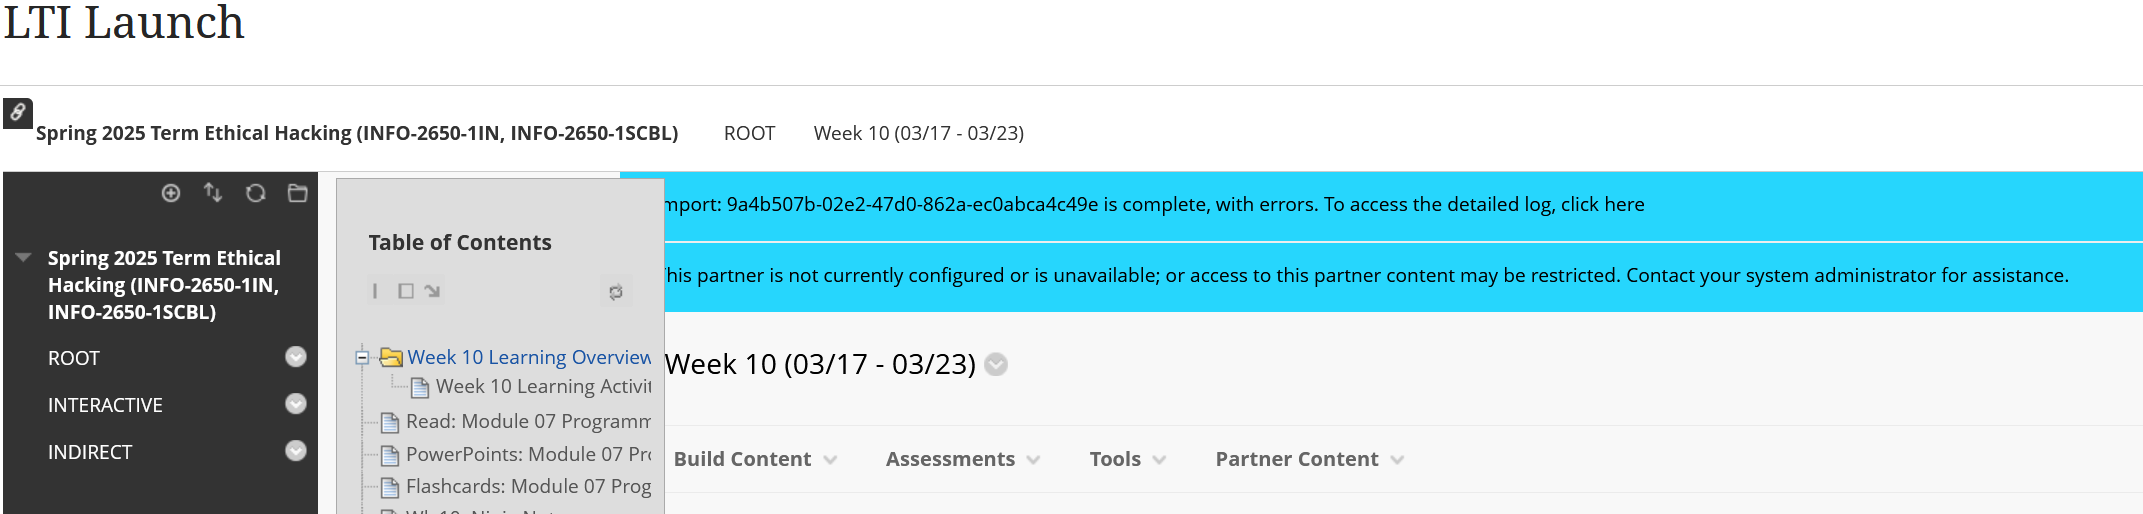 LTI Launch
Spring 2025 Term Ethical Hacking (INFO-2650-1IN, INFO-2650-1SCBL) ROOT Week 10 (03/17 - 03/23)
Spring 2025 Term Ethical
Hacking (INFO-2650-1IN,
INFO-2650-1SCBL)
ROOT
INTERACTIVE
INDIRECT
Table of Contents
Week 10 Learning Overview
Week 10 Learning Activit
Read: Module 07 Programm
PowerPoints: Module 07 Pro
Flashcards: Module 07 Prog
mport: 9a4b507b-02e2-47d0-862a-ec0abca4c49e is complete, with errors. To access the detailed log, click here
his partner is not currently configured or is unavailable; or access to this partner content may be restricted. Contact your system administrator for assistance.
Week 10 (03/17 - 03/23)
Build Content Assessments Tools Partner Content